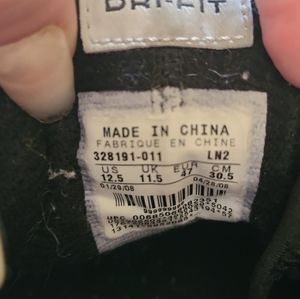 DRI-FIT
MADE IN CHINA
FABRIQUE EN CHINE
328191-011 LN2
US UK EUR CM
12.5 11.5 47 30.5
01/29/08 04/28/08